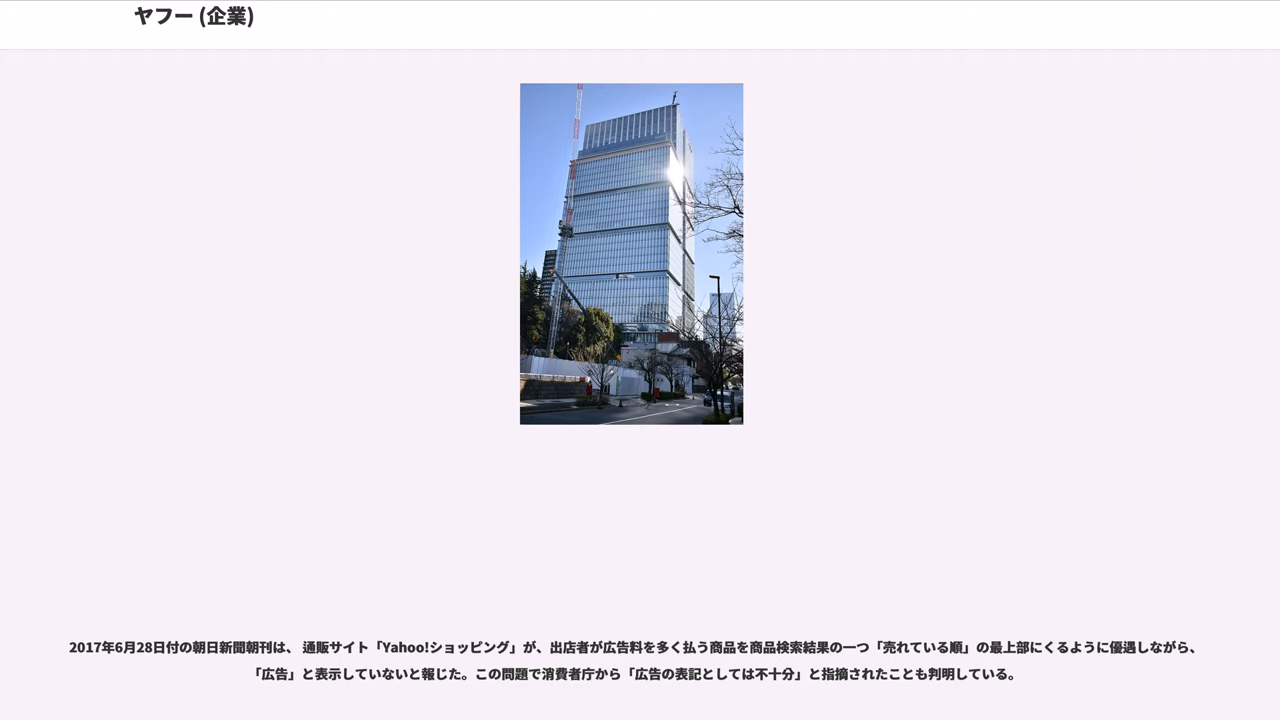 ヤフー (企業)
2017年6月28日付の朝日新聞朝刊は、 通販サイト「Yahoo!ショッピング」が、出店者が広告料を多く払う商品を商品検索結果の一つ「売れている順」の最上部にくるように優遇しながら、
「広告」と表示していないと報じた。この問題で消費者庁から「広告の表記としては不十分」と指摘されたことも判明している。